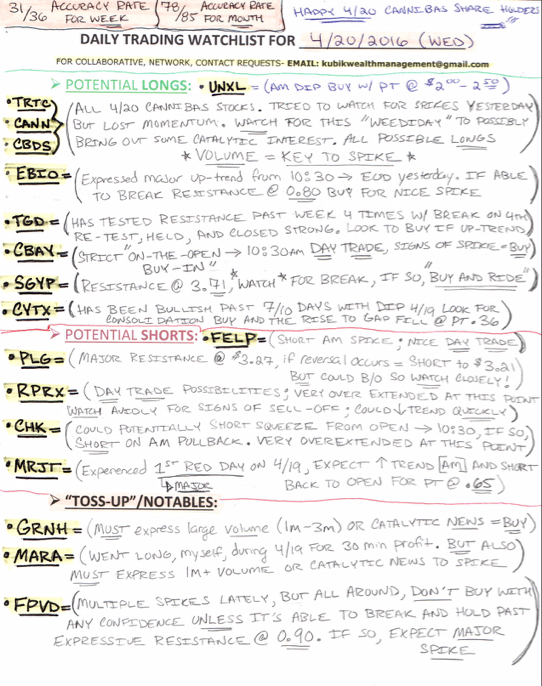 31/36 ACCURACY RATE FOR WEEK
78/85 ACCURACY RATE FOR MONTH
HAPPY 4/20 CANNIBAS SHARE HOLDERS
DAILY TRADING WATCHLIST FOR 4/20/2016 (WED)
FOR COLLABORATIVE, NETWORK, CONTACT REQUESTS- EMAIL: kubikwealthmanagement@gmail.com
➢ POTENTIAL LONGS: • UNXL = (AM DIP BUY W/ PT @ $2.00 - 2.50)
• TRTC
• CANN
• CBDS
(ALL 4/20 CANNIBAS STOCKS. TRIED TO WATCH FOR SPIKES YESTERDAY
BUT LOST MOMENTUM. WATCH FOR THIS "WEEDIDAY" TO POSSIBLY
BRING OUT SOME CATALYTIC INTEREST. ALL POSSIBLE LONGS
* VOLUME = KEY TO SPIKE *)
• EBIO = (Expressed major up-trend from 10:30 → EOD yesterday. IF ABLE
TO BREAK RESISTANCE @ 0.80 BUY FOR NICE SPIKE)
• TGD = (HAS TESTED RESISTANCE PAST WEEK 4 TIMES W/ BREAK ON 4TH
RE-TEST, HELD, AND CLOSED STRONG. LOOK TO BUY IF UP-TREND)
• CBAY = (STRICT "ON-THE-OPEN → 10:30AM DAY TRADE, SIGNS OF SPIKE = BUY)
BUY-IN"
• SGYP = (RESISTANCE @ 3.71, *WATCH* FOR BREAK, IF SO, "BUY AND RIDE")
• CVTX = (HAS BEEN BULLISH PAST 7/10 DAYS WITH DIP 4/19 LOOK FOR
CONSOLIDATION BUY AND THE RISE TO GAP FILL @ PT .36)
➢ POTENTIAL SHORTS: • FELP = (SHORT AM SPIKE; NICE DAY TRADE)
• PLG = (MAJOR RESISTANCE @ $3.27, if reversal occurs = SHORT to $3.21
BUT COULD B/O SO WATCH CLOSELY!)
• RPRX = (DAY TRADE POSSIBILITIES; VERY OVER EXTENDED AT THIS POINT
WATCH AVIDLY FOR SIGNS OF SELL-OFF; COULD ↓TREND QUICKLY)
• CHK = (COULD POTENTIALLY SHORT SQUEEZE FROM OPEN → 10:30, IF SO,
SHORT ON AM PULLBACK. VERY OVEREXTENDED AT THIS POINT)
• MRJT = (Experienced 1ST RED DAY ON 4/19, EXPECT ↑ TREND [AM] AND SHORT
↳ MAJOR BACK TO OPEN FOR PT @ .65)
➢ "TOSS-UP"/NOTABLES:
• GRNH = (MUST express large volume (1m-3m) OR CATALYTIC NEWS = BUY)
• MARA = (WENT LONG, myself, during 4/19 FOR 30 min Profit. BUT ALSO
MUST EXPRESS 1M+ VOLUME OR CATALYTIC NEWS TO SPIKE)
• FPVD = (MULTIPLE SPIKES LATELY, BUT ALL AROUND, DON'T BUY WITH
ANY CONFIDENCE UNLESS IT'S ABLE TO BREAK AND HOLD PAST
EXPRESSIVE RESISTANCE @ 0.90. IF SO, EXPECT MAJOR
SPIKE)